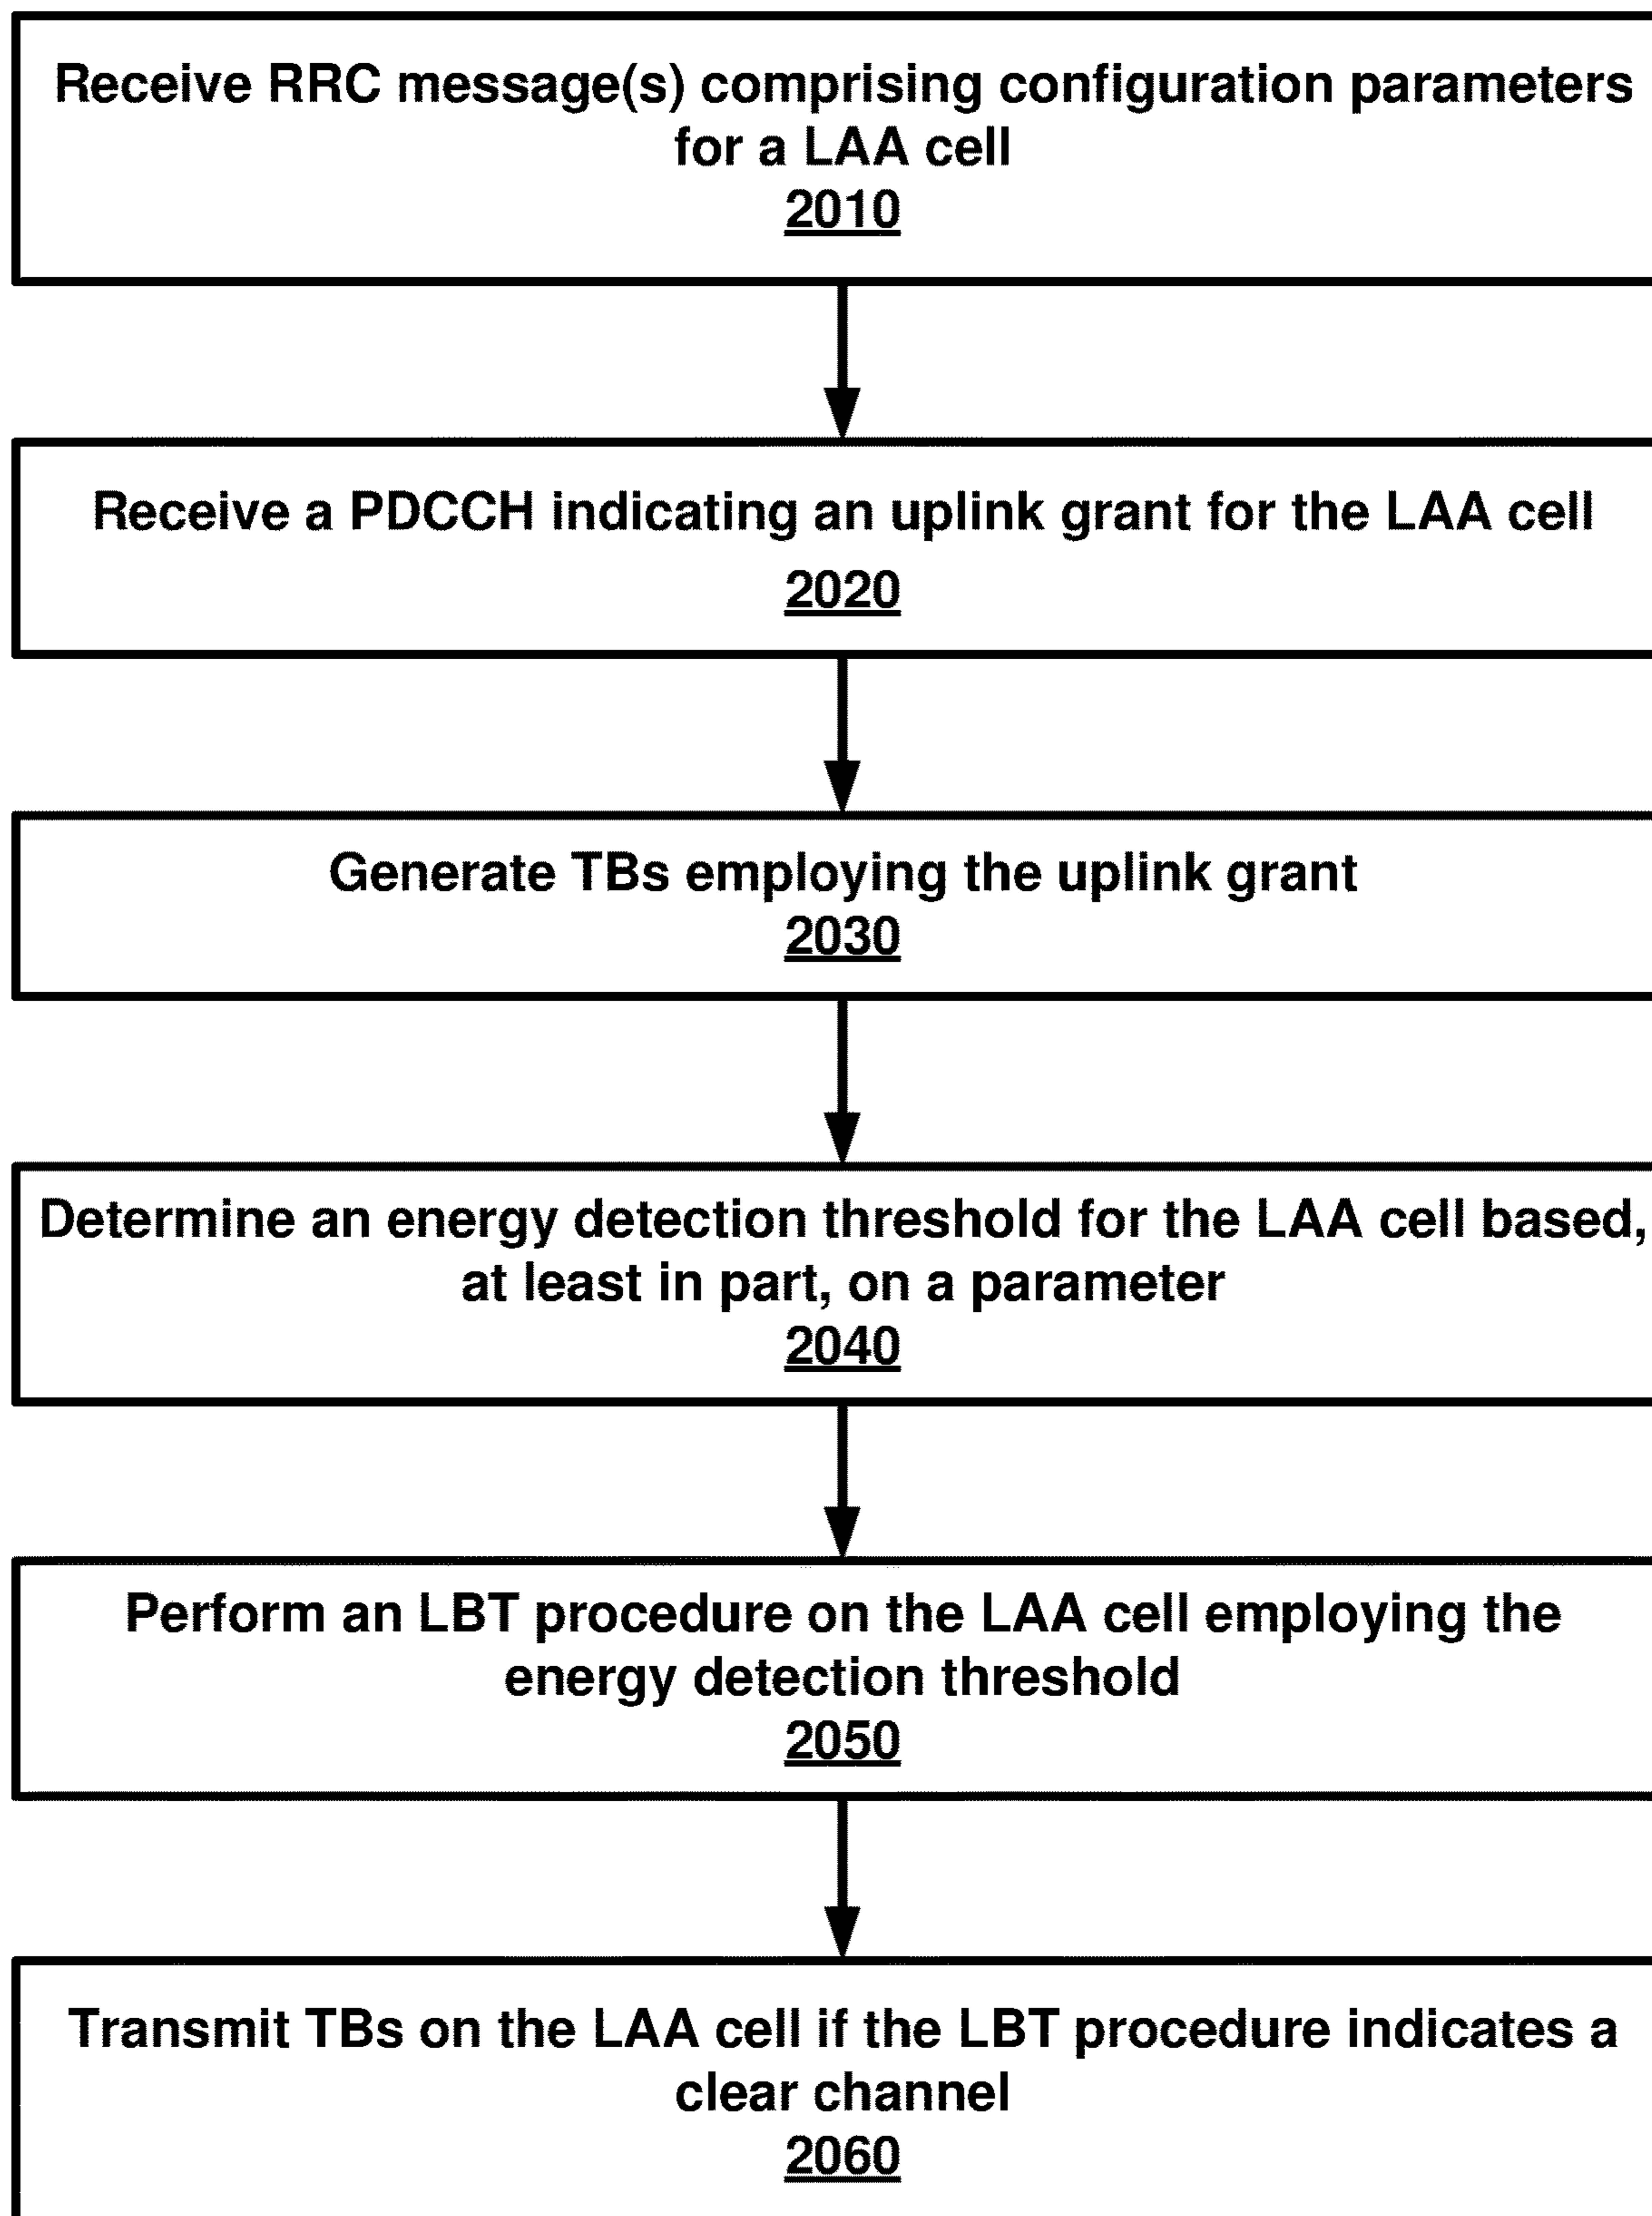 Receive RRC message(s) comprising configuration parameters
for a LAA cell
2010
Receive a PDCCH indicating an uplink grant for the LAA cell
2020
Generate TBs employing the uplink grant
2030
Determine an energy detection threshold for the LAA cell based,
at least in part, on a parameter
2040
Perform an LBT procedure on the LAA cell employing the
energy detection threshold
2050
Transmit TBs on the LAA cell if the LBT procedure indicates a
clear channel
2060